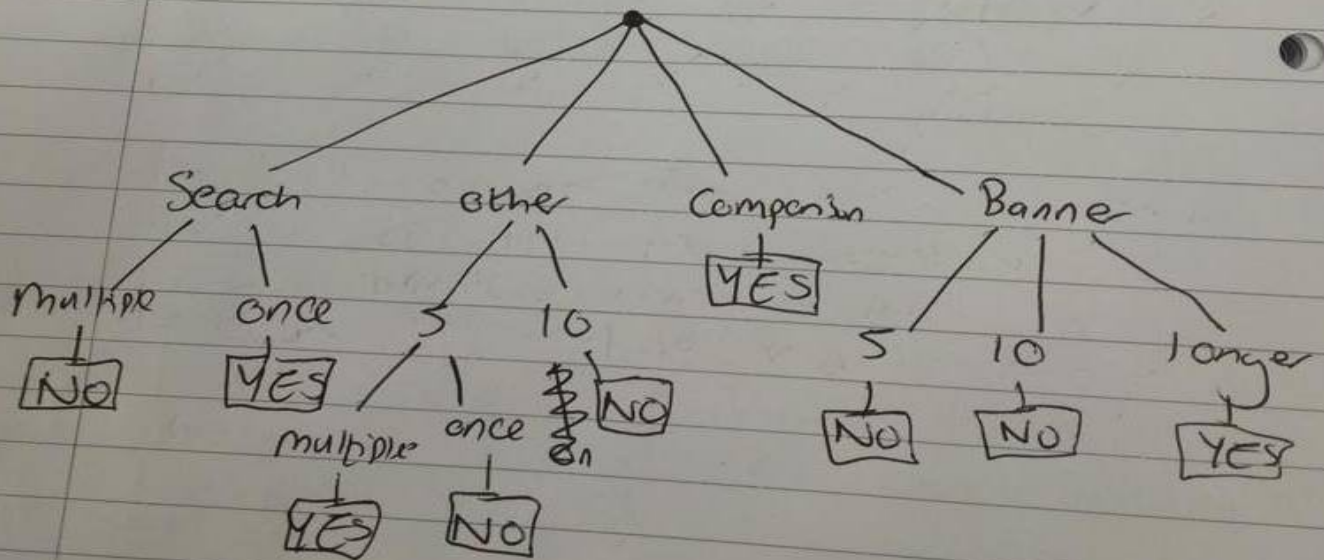 Search other Comparisn Banner
multiple once 5 10 YES 5 10 longer
NO YES multiple once NO NO NO YES
YES NO